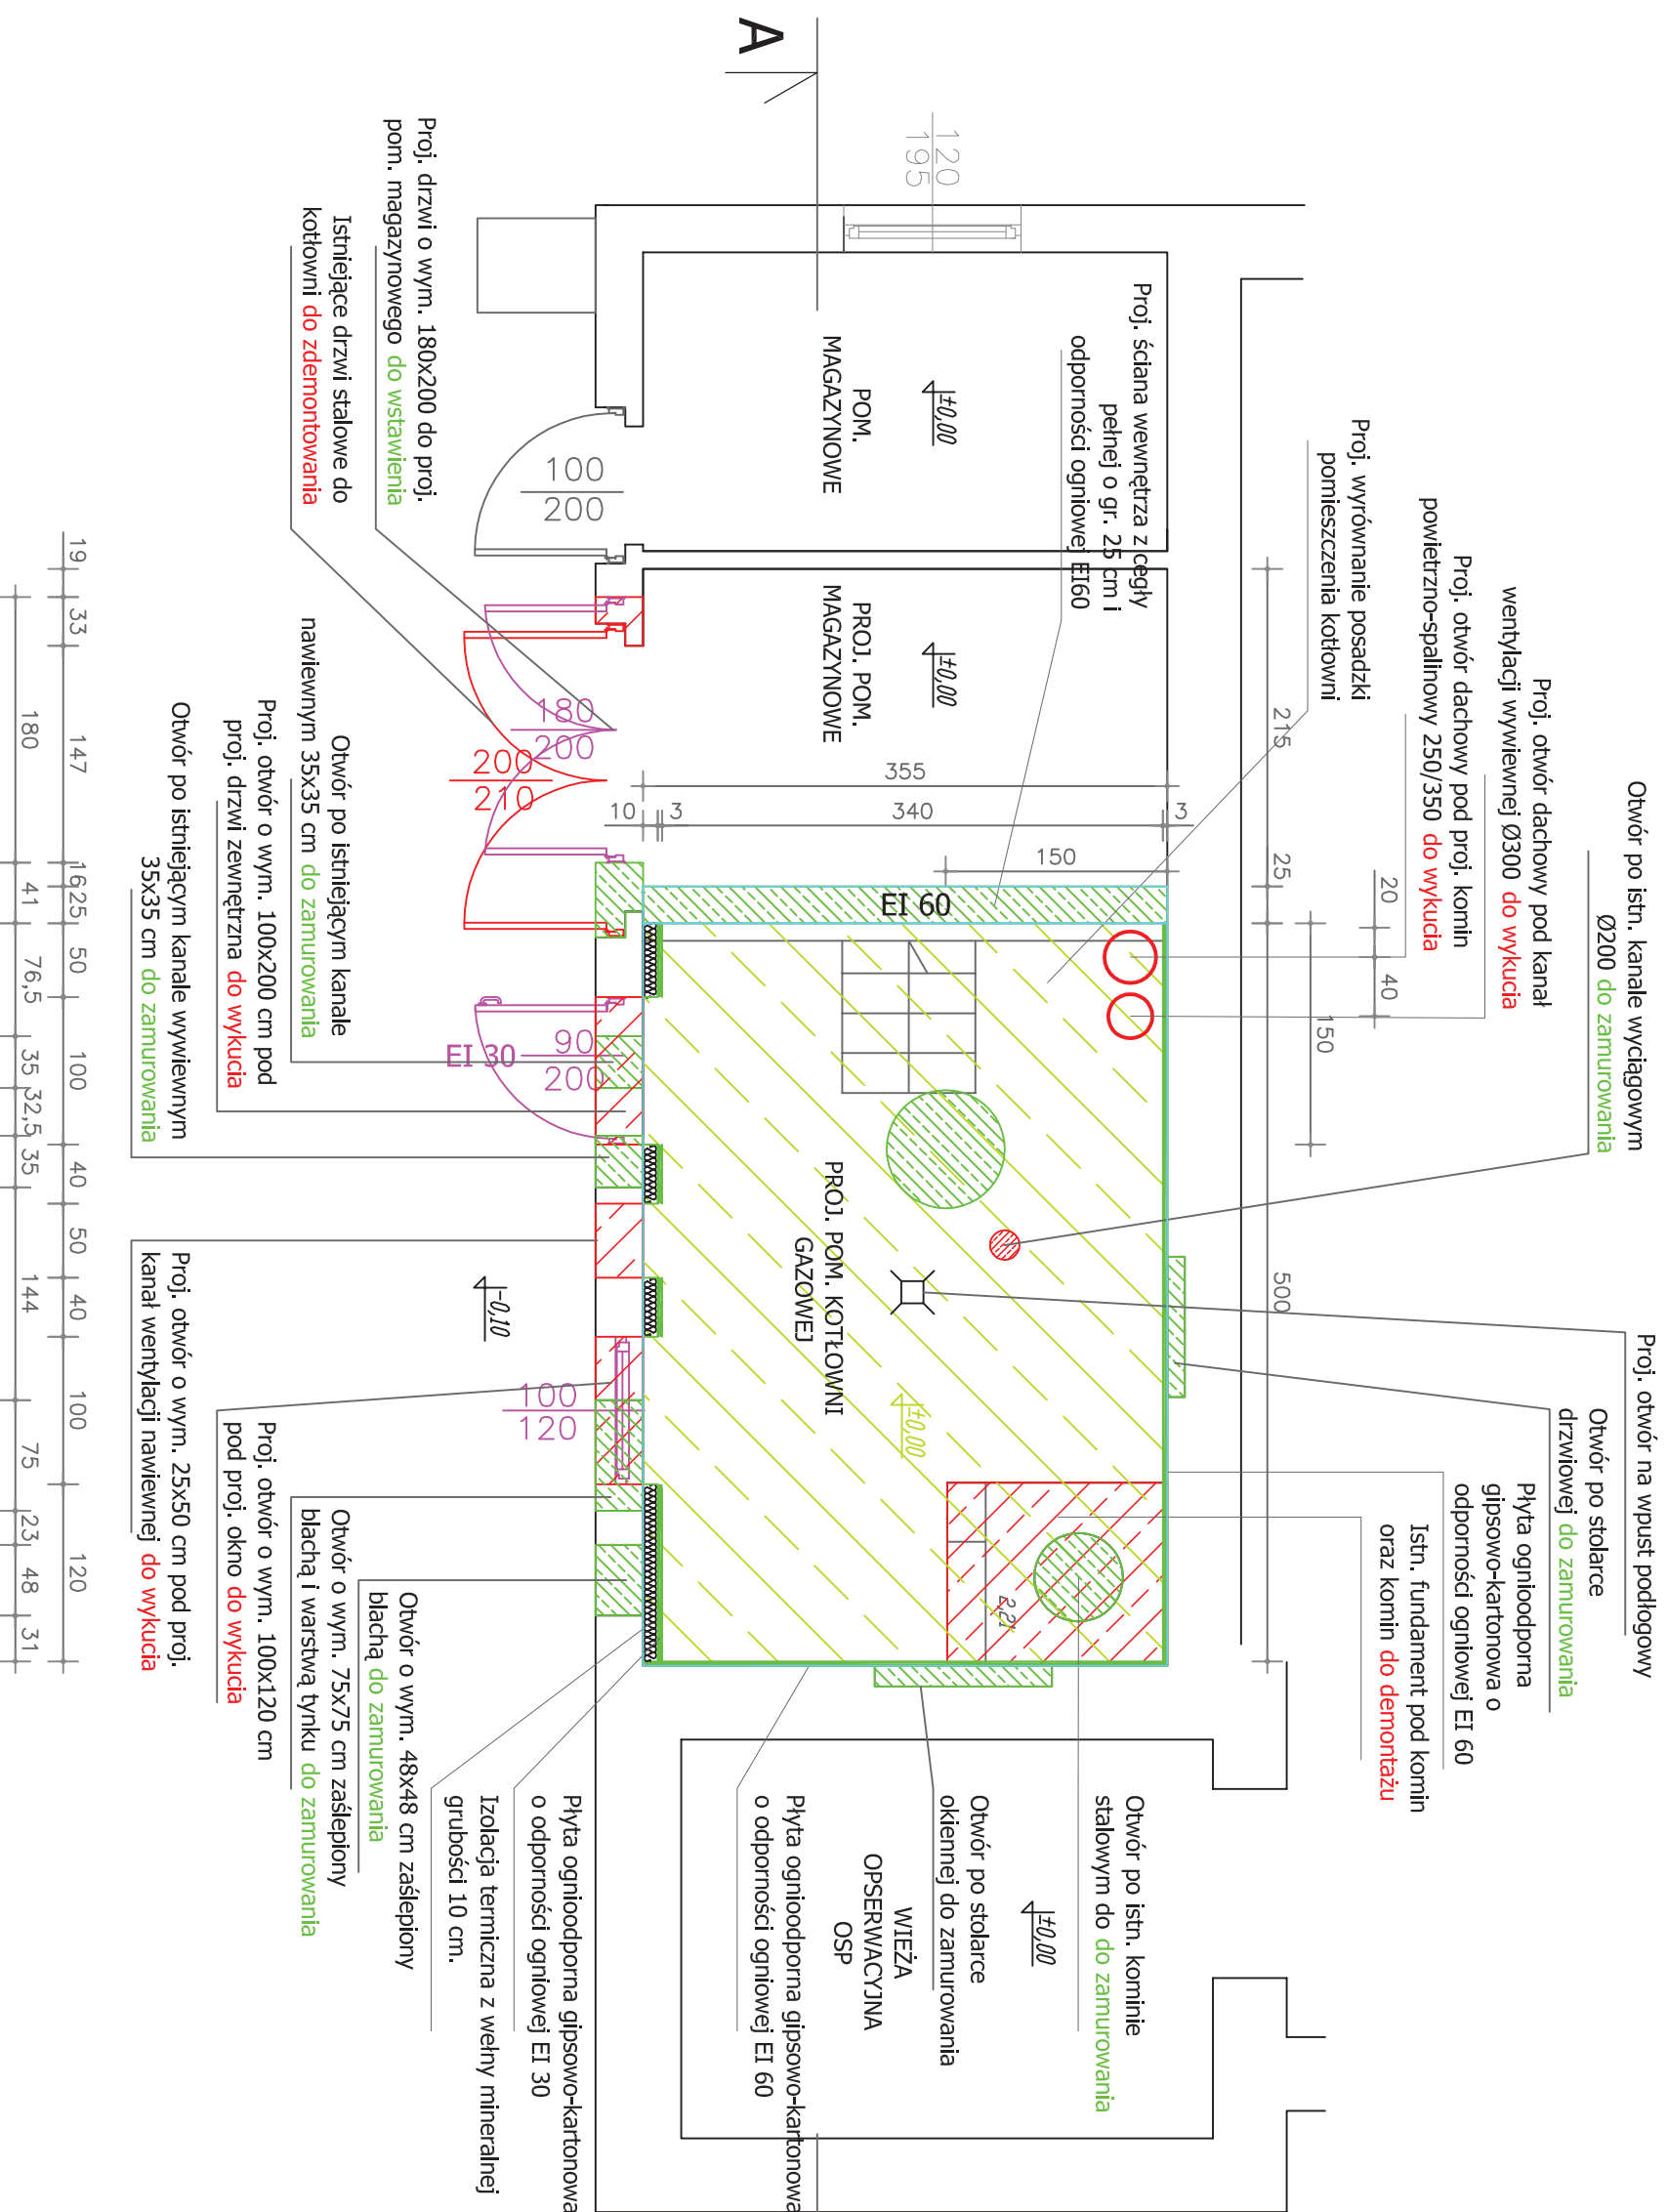 A
120
195
Proj. drzwi o wym. 180x200 do proj.
pom. magazynowego do wstawienia
Istniejące drzwi stalowe do
kotłowni do zdemontowania
100
200
POM.
MAGAZYNOWE
±0,00
Proj. ściana wewnętrza z cegły
pełnej o gr. 25 cm i
odporności ogniowej EI60
Proj. wyrównanie posadzki
pomieszczenia kotłowni
Proj. otwór dachowy pod proj. komin
powietrzno-spalinowy 250/350 do wykucia
Proj. otwór dachowy pod kanał
wentylacji wywiewnej Ø300 do wykucia
Otwór po istn. kanale wyciągowym
Ø200 do zamurowania
PROJ. POM.
MAGAZYNOWE
±0,00
180
200
200
210
355
10
3
340
3
150
215
25
500
20
40
150
EI 60
EI 30
90
200
Otwór po istniejącym kanale
nawiewnym 35x35 cm do zamurowania
Proj. otwór o wym. 100x200 cm pod
proj. drzwi zewnętrzna do wykucia
Otwór po istniejącym kanale wywiewnym
35x35 cm do zamurowania
PROJ. POM. KOTŁOWNI
GAZOWEJ
±0,00
-0,10
100
120
2,21
Proj. otwór na wpust podłogowy
Otwór po stolarce
drzwiowej do zamurowania
Płyta ognioodporna
gipsowo-kartonowa o
odporności ogniowej EI 60
Istn. fundament pod komin
oraz komin do demontażu
Otwór po istn. kominie
stalowym do do zamurowania
±0,00
Otwór po stolarce
okiennej do zamurowania
WIEŻA
OPSERWACYJNA
OSP
Płyta ognioodporna gipsowo-kartonowa
o odporności ogniowej EI 60
Płyta ognioodporna gipsowo-kartonowa
o odporności ogniowej EI 30
Izolacja termiczna z wełny mineralnej
grubości 10 cm.
Otwór o wym. 48x48 cm zaślepiony
blachą do zamurowania
Otwór o wym. 75x75 cm zaślepiony
blachą i warstwą tynku do zamurowania
Proj. otwór o wym. 100x120 cm
pod proj. okno do wykucia
Proj. otwór o wym. 25x50 cm pod proj.
kanał wentylacji nawiewnej do wykucia
19 33 147 16 25 50 100 40 50 40 100 120
180 41 76,5 35 32,5 35 144 75 23 48 31